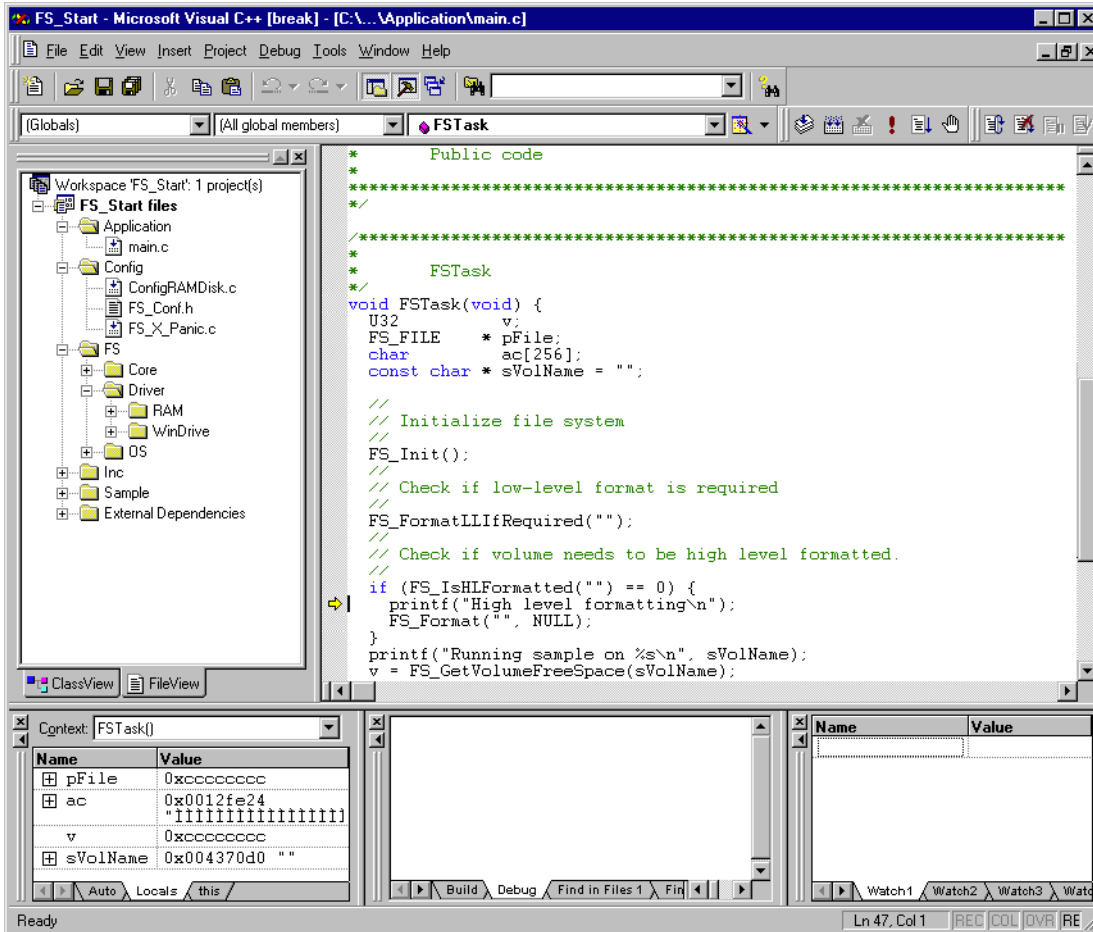 FS_Start - Microsoft Visual C++ [break] - [C:\...\Application\main.c]
File Edit View Insert Project Debug Tools Window Help
(Globals) (All global members) FSTask
Workspace 'FS_Start': 1 project(s)
FS_Start files
Application
main.c
Config
ConfigRAMDisk.c
FS_Conf.h
FS_X_Panic.c
FS
Core
Driver
RAM
WinDrive
OS
Inc
Sample
External Dependencies
ClassView FileView
* Public code
*
**********************************************************************
*/
/*********************************************************************
*
* FSTask
*/
void FSTask(void) {
U32 v;
FS_FILE * pFile;
char ac[256];
const char * sVolName = "";
//
// Initialize file system
//
FS_Init();
//
// Check if low-level format is required
//
FS_FormatLLIfRequired("");
//
// Check if volume needs to be high level formatted.
//
if (FS_IsHLFormatted("") == 0) {
printf("High level formatting\n");
FS_Format("", NULL);
}
printf("Running sample on %s\n", sVolName);
v = FS_GetVolumeFreeSpace(sVolName);
Context: FSTask()
Name Value
pFile 0xcccccccc
ac 0x0012fe24
"ÌÌÌÌÌÌÌÌÌÌÌÌÌÌÌÌÌÌ
v 0xcccccccc
sVolName 0x004370d0 ""
Auto Locals this
Build Debug Find in Files 1 Fin
Name Value
Watch1 Watch2 Watch3 Watc
Ready Ln 47, Col 1 REC COL OVR RE